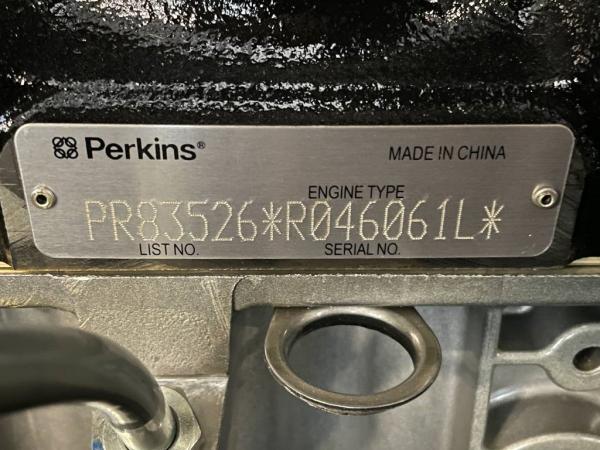 Perkins®
MADE IN CHINA
ENGINE TYPE
PR83526*R046061L*
LIST NO. SERIAL NO.